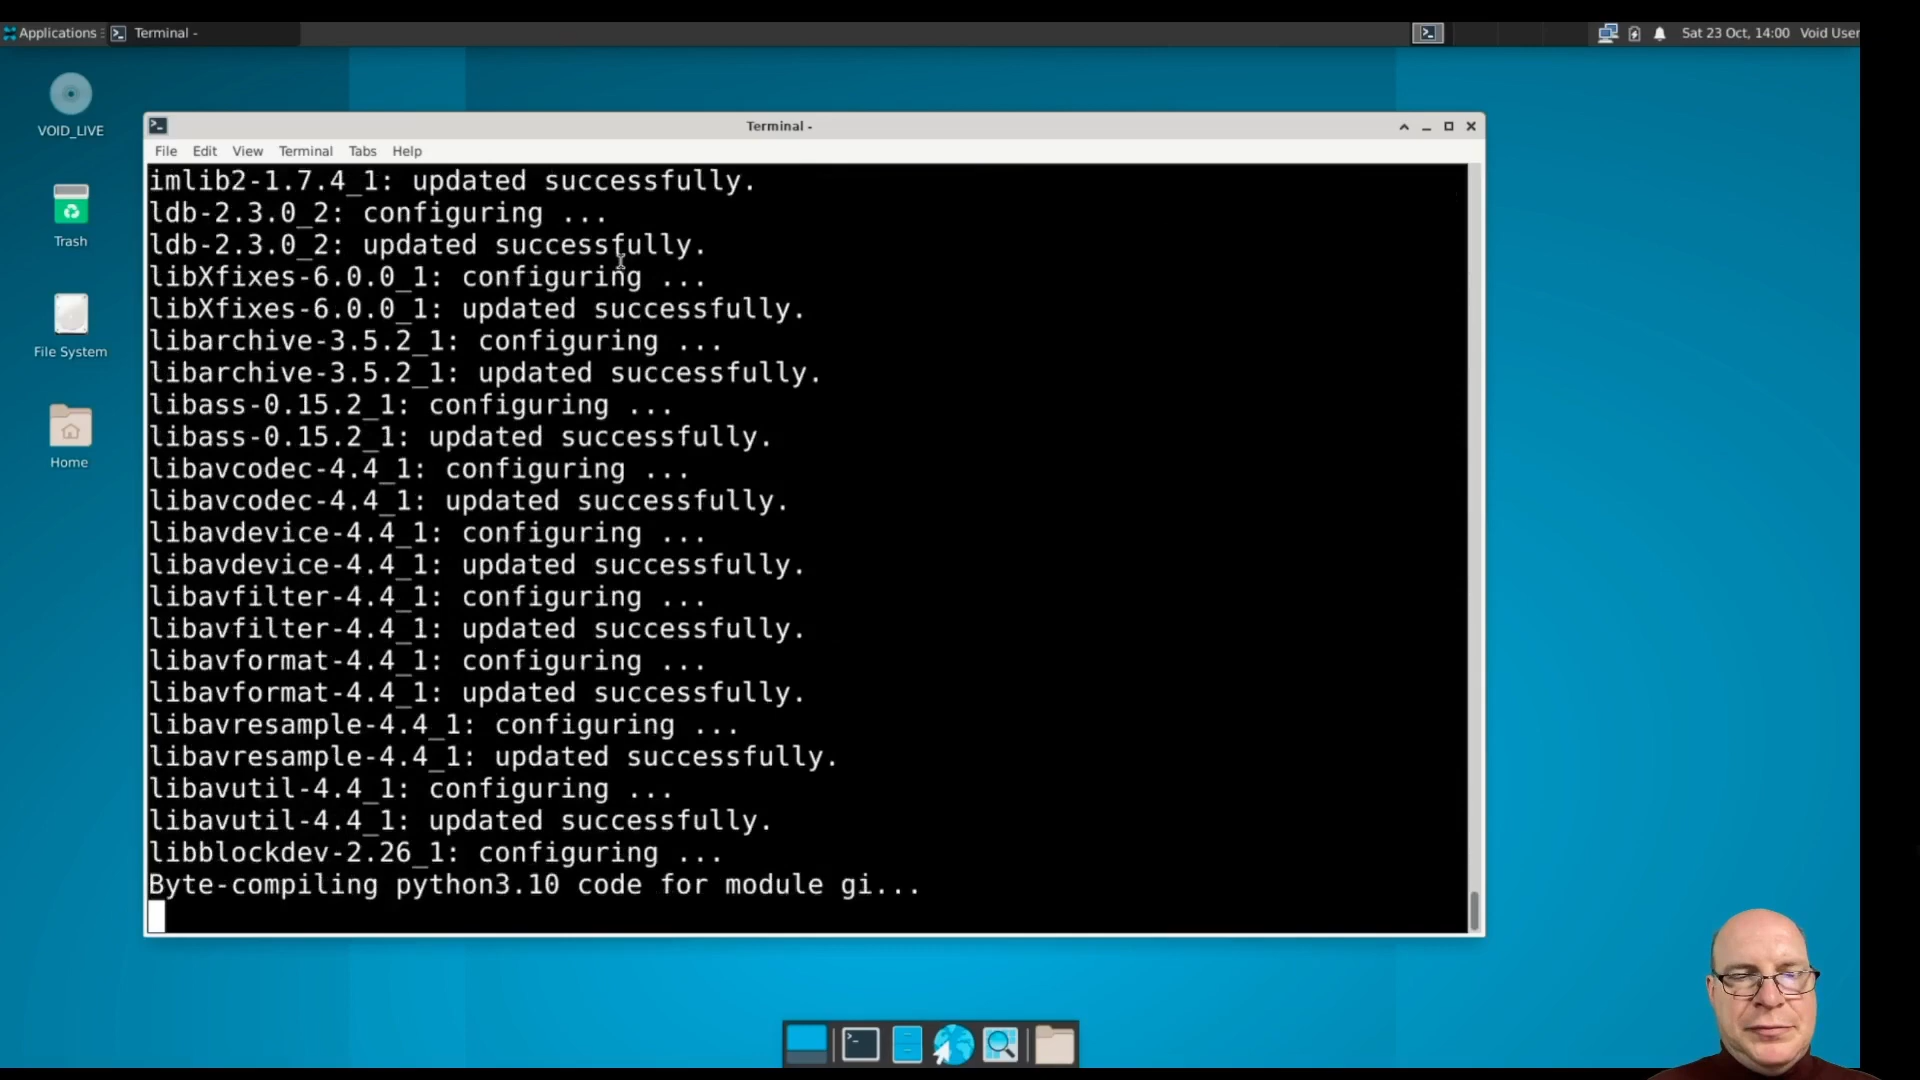 Applications
Terminal -
Sat 23 Oct, 14:00
Void User
VOID_LIVE
Trash
File System
Home
Terminal -
File Edit View Terminal Tabs Help
imlib2-1.7.4_1: updated successfully.
ldb-2.3.0_2: configuring ...
ldb-2.3.0_2: updated successfully.
libXfixes-6.0.0_1: configuring ...
libXfixes-6.0.0_1: updated successfully.
libarchive-3.5.2_1: configuring ...
libarchive-3.5.2_1: updated successfully.
libass-0.15.2_1: configuring ...
libass-0.15.2_1: updated successfully.
libavcodec-4.4_1: configuring ...
libavcodec-4.4_1: updated successfully.
libavdevice-4.4_1: configuring ...
libavdevice-4.4_1: updated successfully.
libavfilter-4.4_1: configuring ...
libavfilter-4.4_1: updated successfully.
libavformat-4.4_1: configuring ...
libavformat-4.4_1: updated successfully.
libavresample-4.4_1: configuring ...
libavresample-4.4_1: updated successfully.
libavutil-4.4_1: configuring ...
libavutil-4.4_1: updated successfully.
libblockdev-2.26_1: configuring ...
Byte-compiling python3.10 code for module gi...